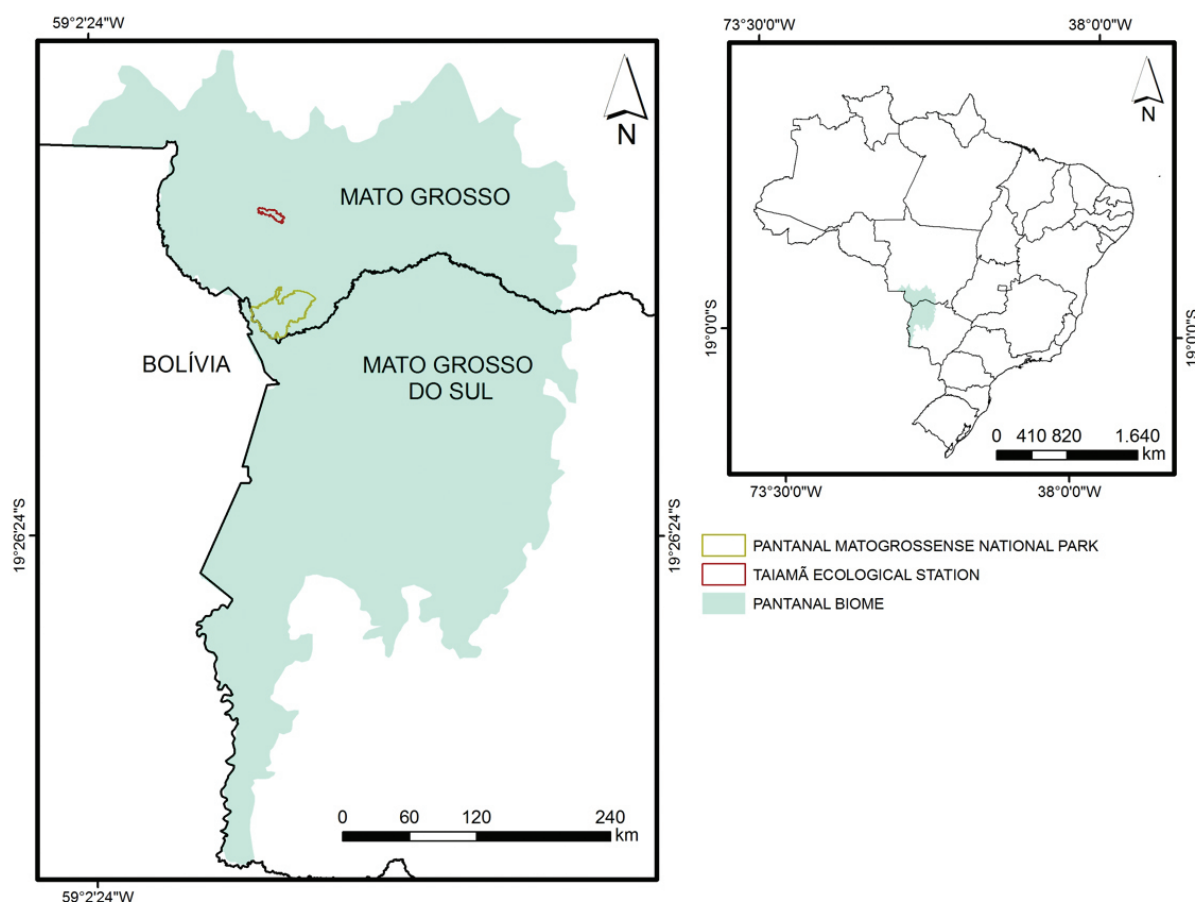 59°2'24"W
N
MATO GROSSO
BOLÍVIA
MATO GROSSO
DO SUL
19°26'24"S
19°26'24"S
0 60 120 240
km
59°2'24"W
73°30'0"W 38°0'0"W
N
19°0'0"S
19°0'0"S
0 410 820 1.640
km
73°30'0"W 38°0'0"W
PANTANAL MATOGROSSENSE NATIONAL PARK
TAIAMÃ ECOLOGICAL STATION
PANTANAL BIOME